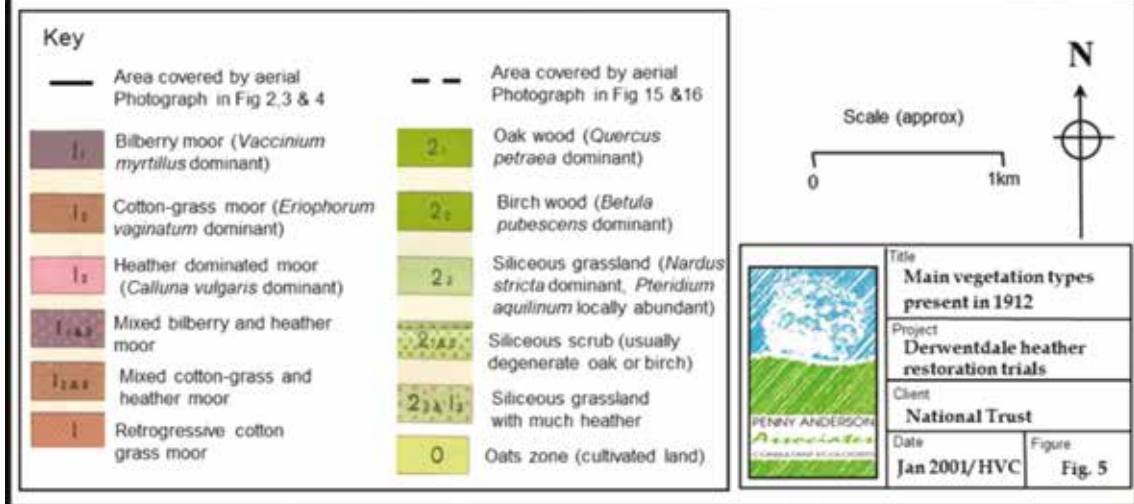 Key
Area covered by aerial
Photograph in Fig 2,3 & 4
Bilberry moor (Vaccinium
myrtillus dominant)
Cotton-grass moor (Eriophorum
vaginatum dominant)
Heather dominated moor
(Calluna vulgaris dominant)
Mixed bilberry and heather
moor
Mixed cotton-grass and
heather moor
1
Retrogressive cotton
grass moor
Area covered by aerial
Photograph in Fig 15 &16
Oak wood (Quercus
petraea dominant)
Birch wood (Betula
pubescens dominant)
Siliceous grassland (Nardus
stricta dominant, Pteridium
aquilinum locally abundant)
Siliceous scrub (usually
degenerate oak or birch)
Siliceous grassland
with much heather
O
Oats zone (cultivated land)
Scale (approx)
0 1km
N
PENNY ANDERSON
Associates
CONSULTANT ECOLOGISTS
Title
Main vegetation types
present in 1912
Project
Derwentdale heather
restoration trials
Client
National Trust
Date
Jan 2001/HVC
Figure
Fig. 5